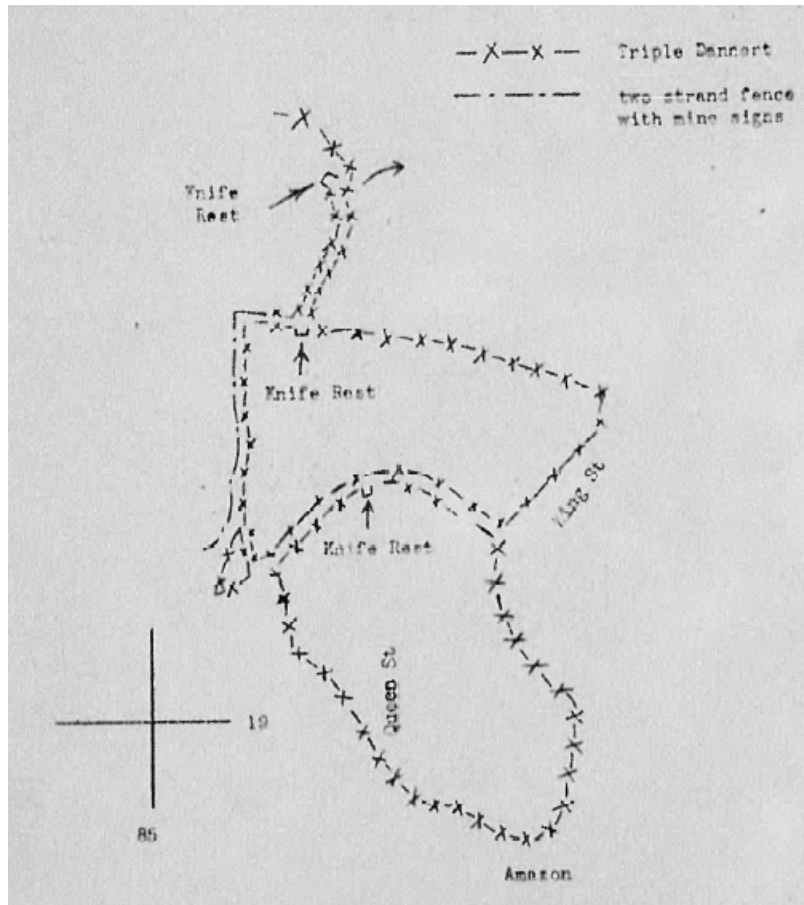 Triple Dannert
two strand fence
with mine signs
Knife
Rest
Knife Rest
King St
Knife Rest
Queen St
19
85
Amazon